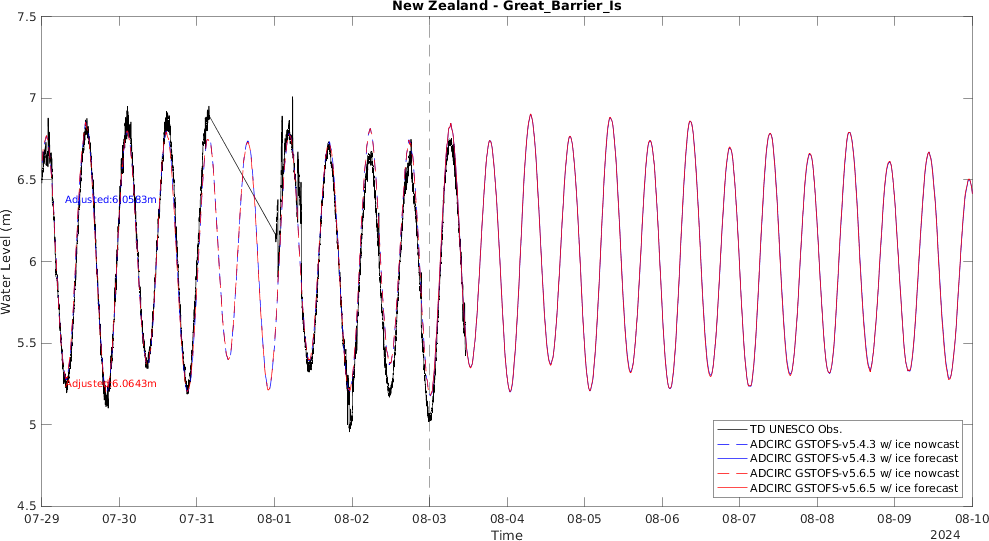 New Zealand - Great_Barrier_Is
7.5
7
6.5
6
5.5
5
4.5
Water Level (m)
Adjusted:6.0583m
Adjusted:6.0643m
TD UNESCO Obs.
ADCIRC GSTOFS-v5.4.3 w/ ice nowcast
ADCIRC GSTOFS-v5.4.3 w/ ice forecast
ADCIRC GSTOFS-v5.6.5 w/ ice nowcast
ADCIRC GSTOFS-v5.6.5 w/ ice forecast
07-29 07-30 07-31 08-01 08-02 08-03 08-04 08-05 08-06 08-07 08-08 08-09 08-10
Time
2024